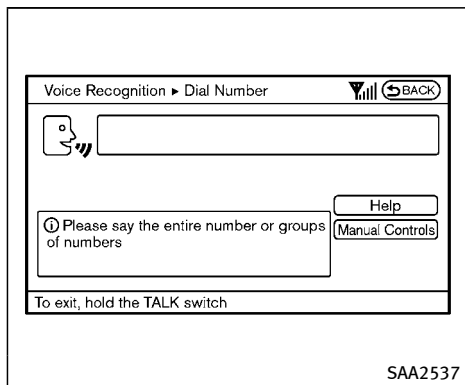 Voice Recognition ▸ Dial Number
BACK
Help
ⓘ Please say the entire number or groups
of numbers
Manual Controls
To exit, hold the TALK switch
SAA2537